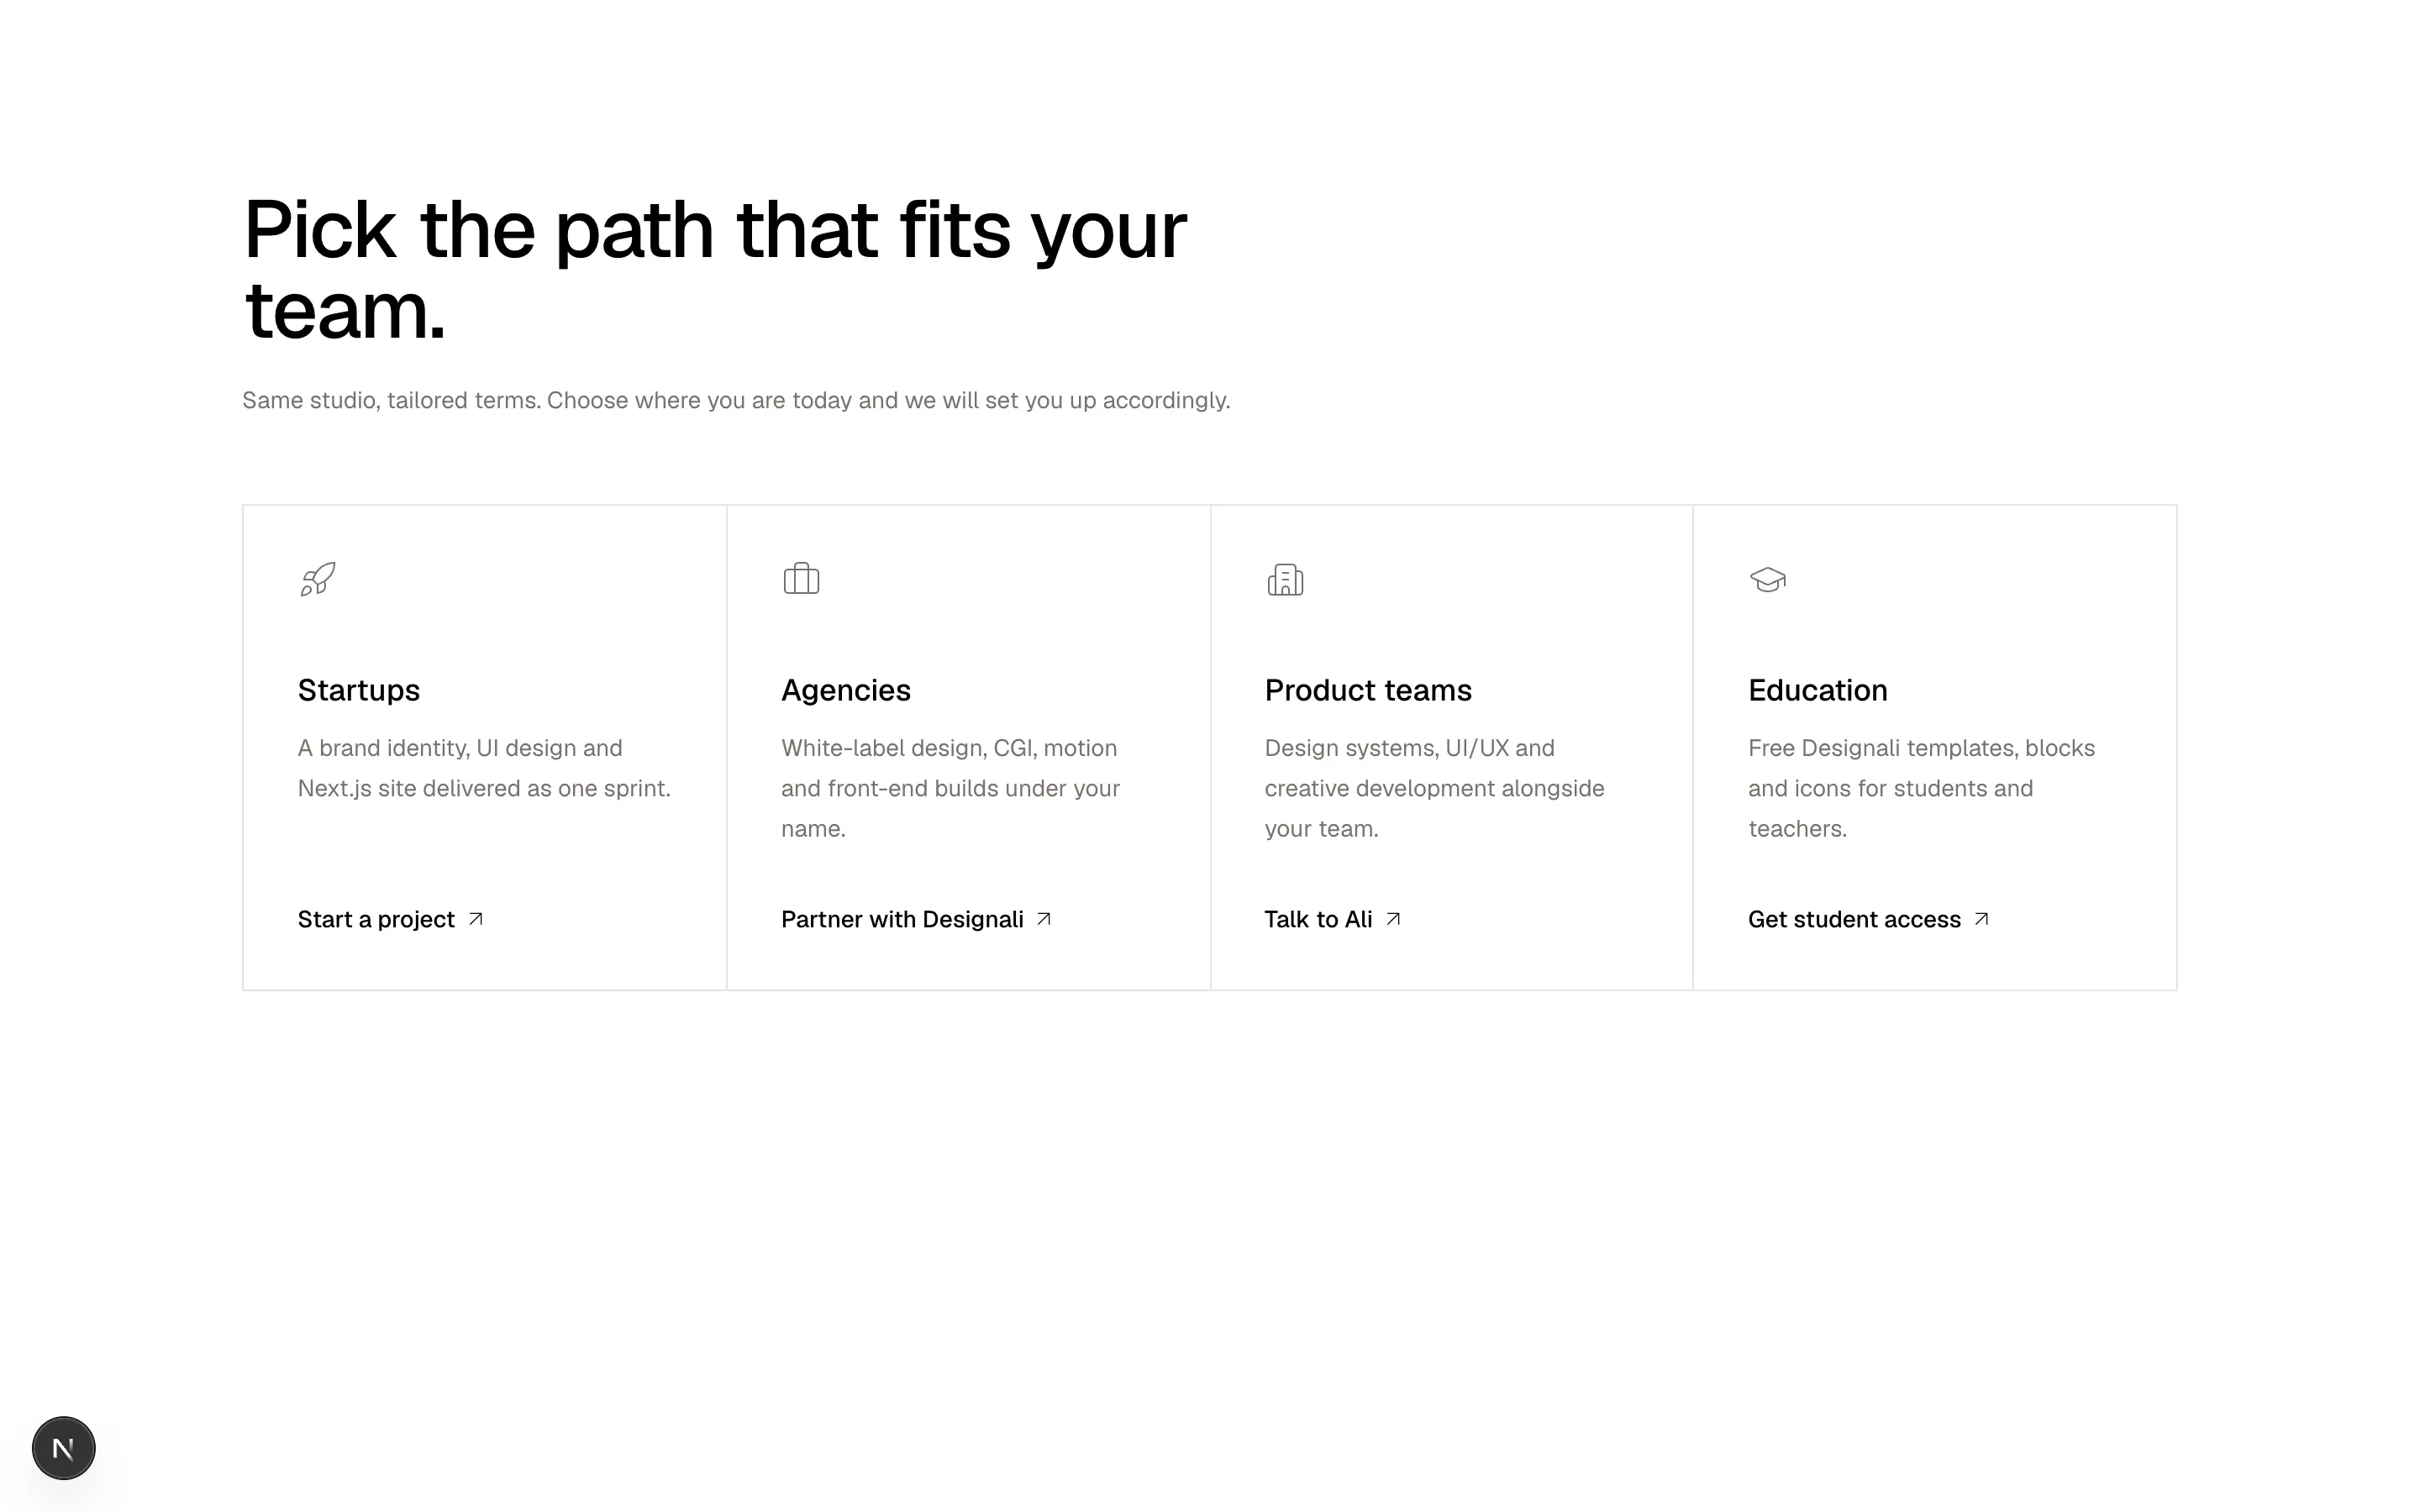 Pick the path that fits your
team.
Same studio, tailored terms. Choose where you are today and we will set you up accordingly.
Startups
A brand identity, UI design and
Next.js site delivered as one sprint.
Start a project
Agencies
White-label design, CGI, motion
and front-end builds under your
name.
Partner with Designali
Product teams
Design systems, UI/UX and
creative development alongside
your team.
Talk to Ali
Education
Free Designali templates, blocks
and icons for students and
teachers.
Get student access
N